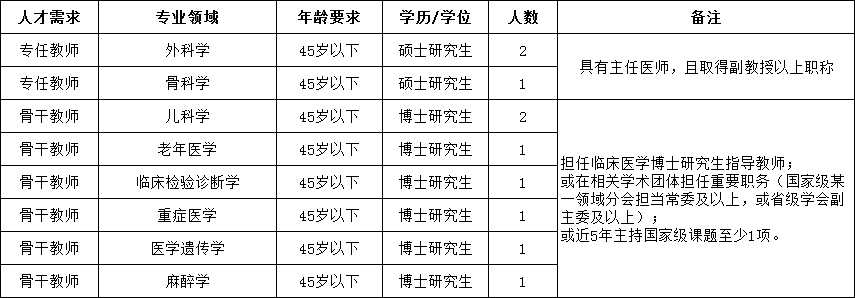 人才需求 专业领域 年龄要求 学历/学位 人数 备注
专任教师 外科学 45岁以下 硕士研究生 2
专任教师 骨科学 45岁以下 硕士研究生 1
具有主任医师，且取得副教授以上职称
骨干教师 儿科学 45岁以下 博士研究生 2
骨干教师 老年医学 45岁以下 博士研究生 1
骨干教师 临床检验诊断学 45岁以下 博士研究生 1
骨干教师 重症医学 45岁以下 博士研究生 1
骨干教师 医学遗传学 45岁以下 博士研究生 1
骨干教师 麻醉学 45岁以下 博士研究生 1
担任临床医学博士研究生指导教师；
或在相关学术团体担任重要职务（国家级某
一领域分会担当常委及以上，或省级学会副
主委及以上）；
或近5年主持国家级课题至少1项。